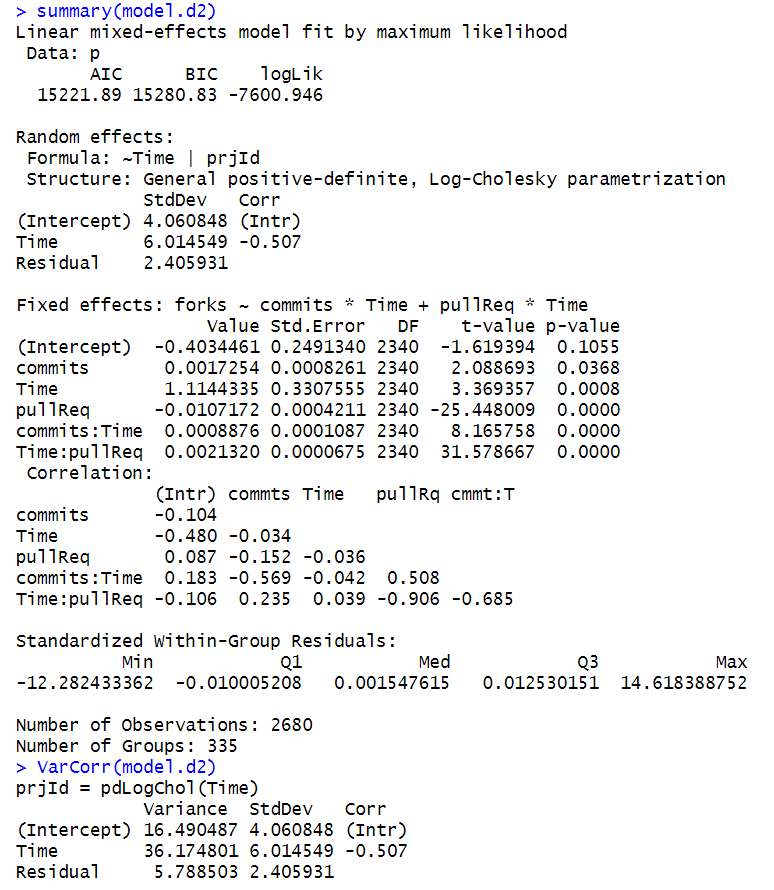 > summary(model.d2)
Linear mixed-effects model fit by maximum likelihood
 Data: p
       AIC      BIC    logLik
  15221.89 15280.83 -7600.946

Random effects:
 Formula: ~Time | prjId
 Structure: General positive-definite, Log-Cholesky parametrization
            StdDev   Corr
(Intercept) 4.060848 (Intr)
Time        6.014549 -0.507
Residual    2.405931

Fixed effects: forks ~ commits * Time + pullReq * Time
                  Value Std.Error   DF   t-value p-value
(Intercept)  -0.4034461 0.2491340 2340 -1.619394  0.1055
commits       0.0017254 0.0008261 2340  2.088693  0.0368
Time          1.1144335 0.3307555 2340  3.369357  0.0008
pullReq      -0.0107172 0.0004211 2340 -25.448009  0.0000
commits:Time  0.0008876 0.0001087 2340  8.165758  0.0000
Time:pullReq  0.0021320 0.0000675 2340 31.578667  0.0000
 Correlation:
             (Intr) commts Time   pullRq cmmt:T
commits      -0.104
Time         -0.480 -0.034
pullReq       0.087 -0.152 -0.036
commits:Time  0.183 -0.569 -0.042  0.508
Time:pullReq -0.106  0.235  0.039 -0.906 -0.685

Standardized Within-Group Residuals:
          Min            Q1           Med            Q3           Max
-12.282433362  -0.010005208   0.001547615   0.012530151  14.618388752

Number of Observations: 2680
Number of Groups: 335
> VarCorr(model.d2)
prjId = pdLogChol(Time)
            Variance  StdDev   Corr
(Intercept) 16.490487 4.060848 (Intr)
Time        36.174801 6.014549 -0.507
Residual     5.788503 2.405931